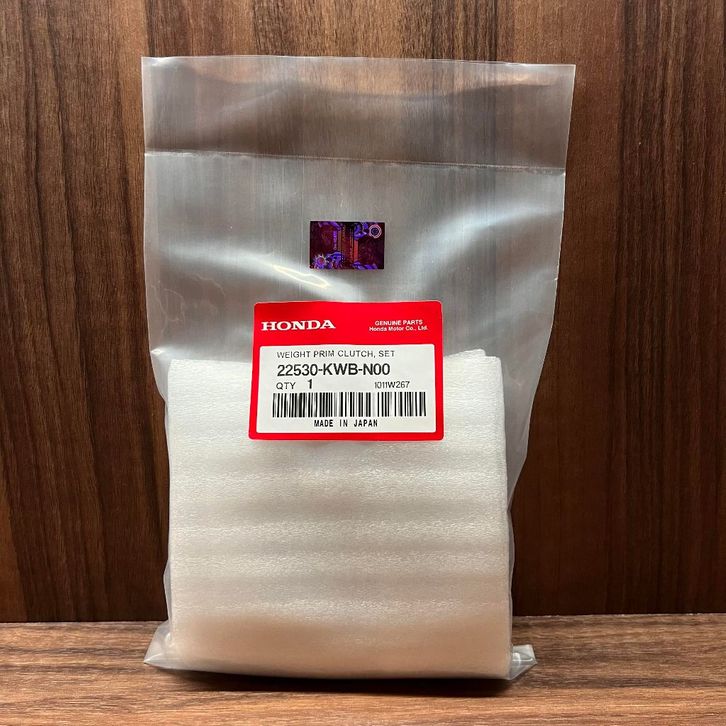 HONDA
GENUINE PARTS
Honda Motor Co., Ltd.
WEIGHT PRIM CLUTCH, SET
22530-KWB-N00
QTY 1 1011W267
MADE IN JAPAN